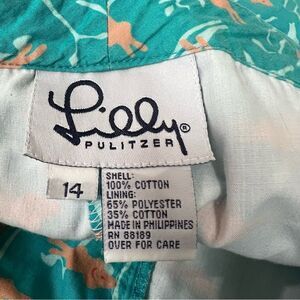 Lilly®
PULITZER
14
SHELL:
100% COTTON
LINING:
65% POLYESTER
35% COTTON
MADE IN PHILIPPINES
RN 88189
OVER FOR CARE